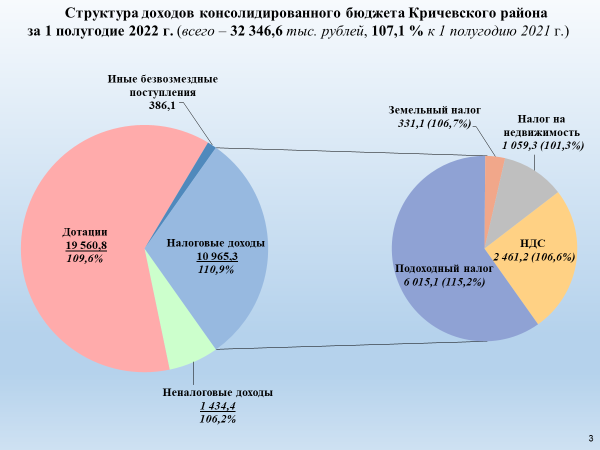 Структура доходов консолидированного бюджета Кричевского района
за 1 полугодие 2022 г. (всего – 32 346,6 тыс. рублей, 107,1 % к 1 полугодию 2021 г.)
Иные безвозмездные
поступления
386,1
Дотации
19 560,8
109,6%
Налоговые доходы
10 965,3
110,9%
Неналоговые доходы
1 434,4
106,2%
Земельный налог
331,1 (106,7%)
Налог на
недвижимость
1 059,3 (101,3%)
НДС
2 461,2 (106,6%)
Подоходный налог
6 015,1 (115,2%)
3